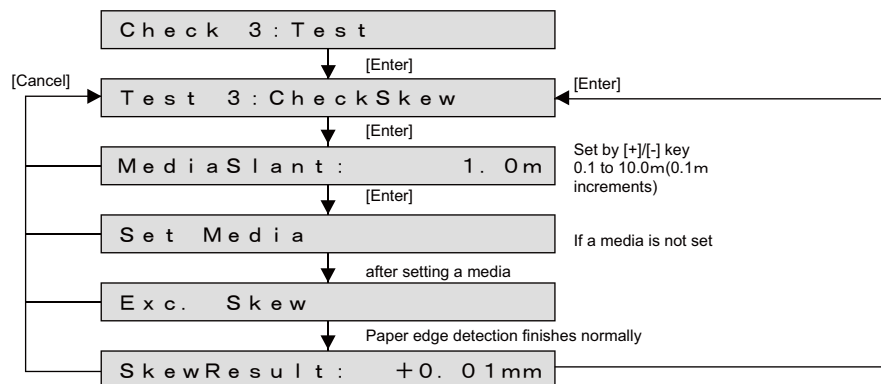 Check 3:Test
[Enter]
[Cancel]
[Enter]
Test 3:CheckSkew
[Enter]
MediaSlant: 1.0m
Set by [+]/[-] key
0.1 to 10.0m(0.1m
increments)
[Enter]
Set Media
If a media is not set
after setting a media
Exc. Skew
Paper edge detection finishes normally
SkewResult: +0.01mm